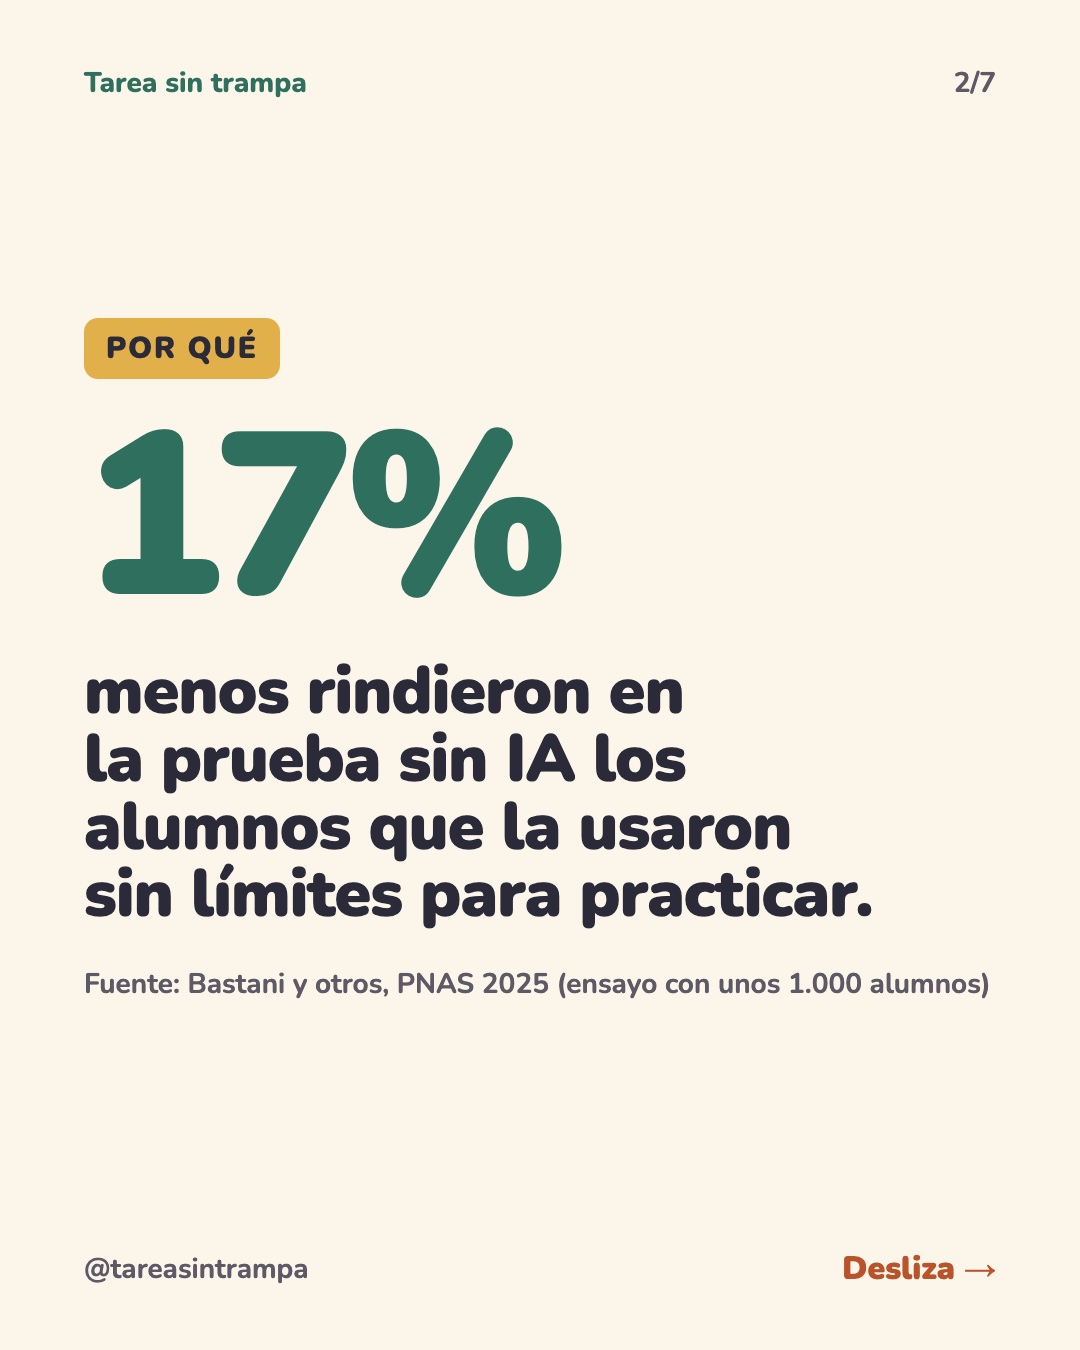 Tarea sin trampa
2/7
POR QUÉ
17%
menos rindieron en
la prueba sin IA los
alumnos que la usaron
sin límites para practicar.
Fuente: Bastani y otros, PNAS 2025 (ensayo con unos 1.000 alumnos)
@tareasintrampa
Desliza →